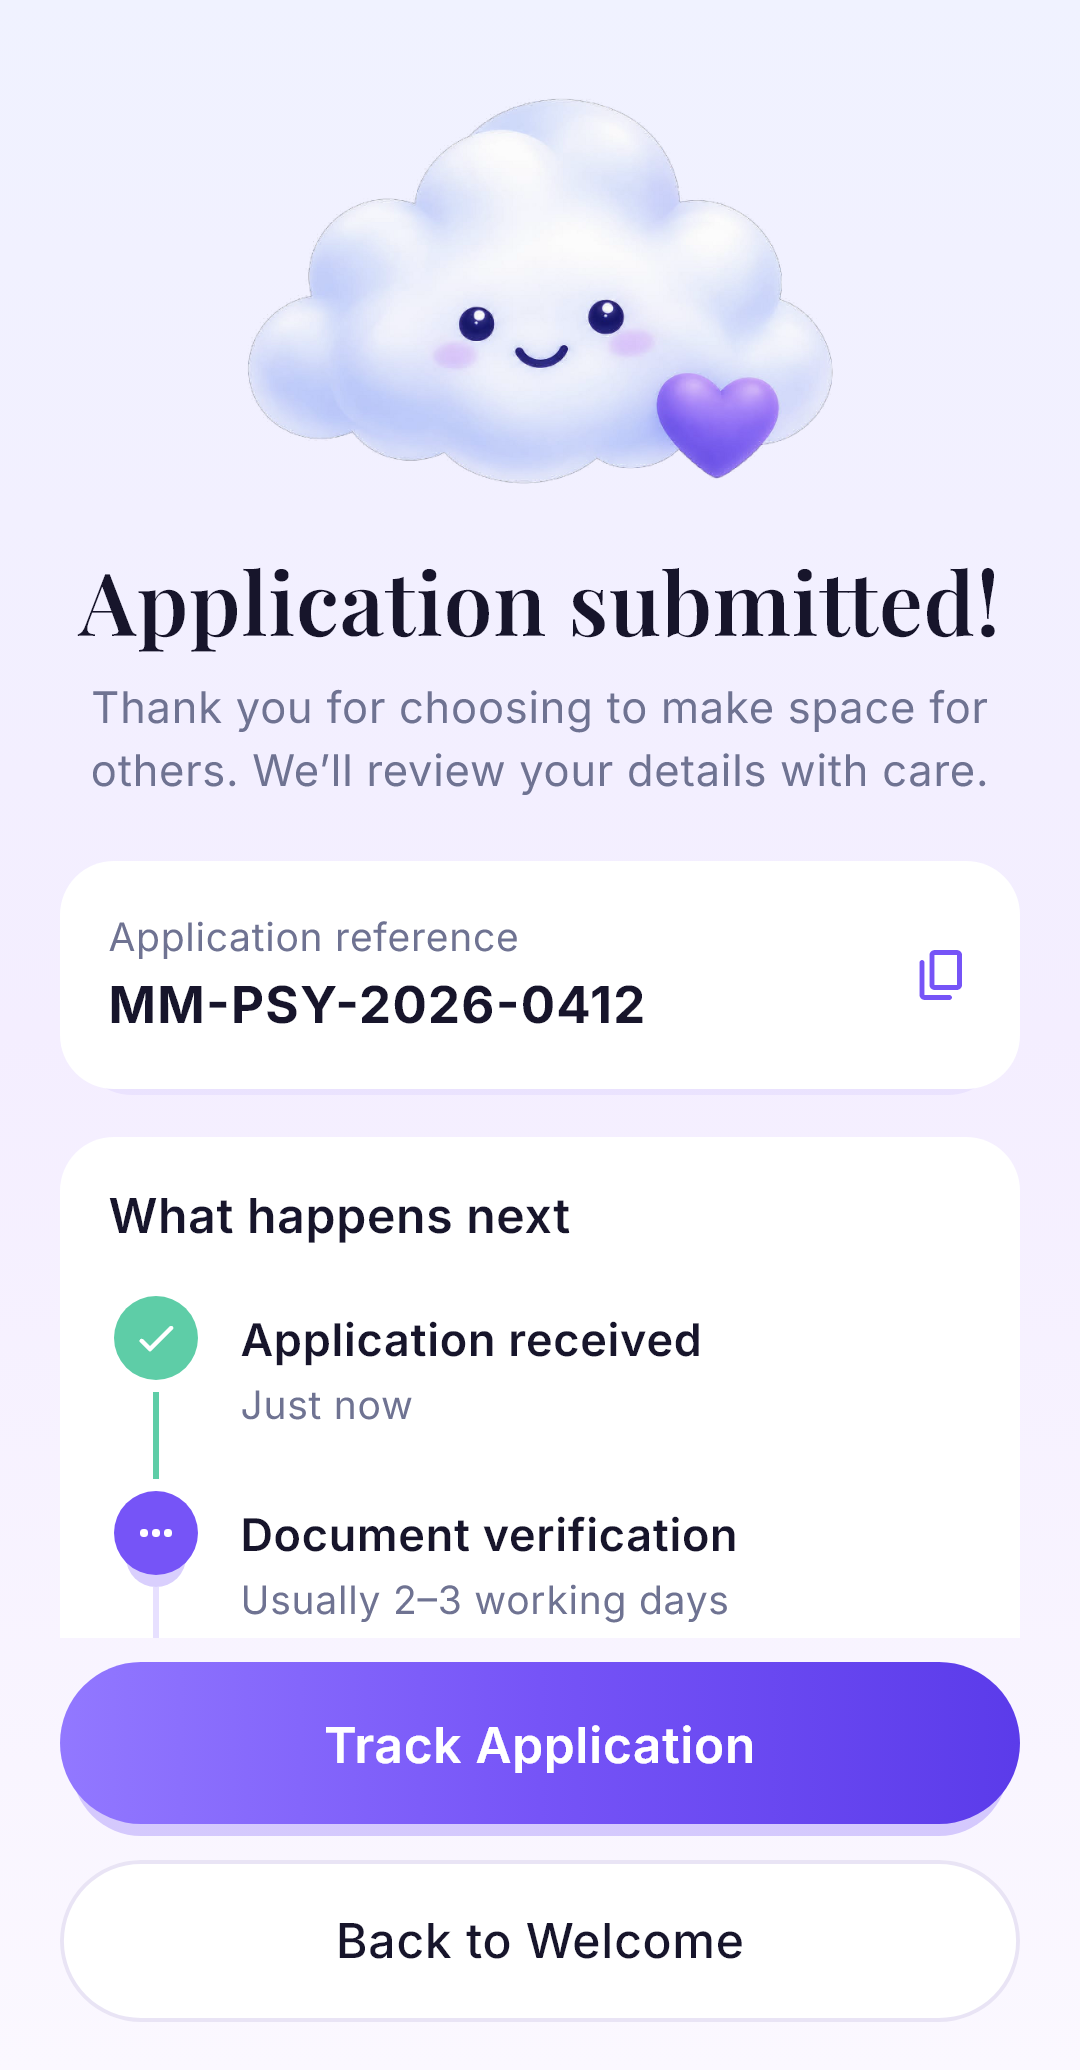 Application submitted!
Thank you for choosing to make space for
others. We’ll review your details with care.
Application reference
MM-PSY-2026-0412
What happens next
Application received
Just now
Document verification
Usually 2–3 working days
Track Application
Back to Welcome